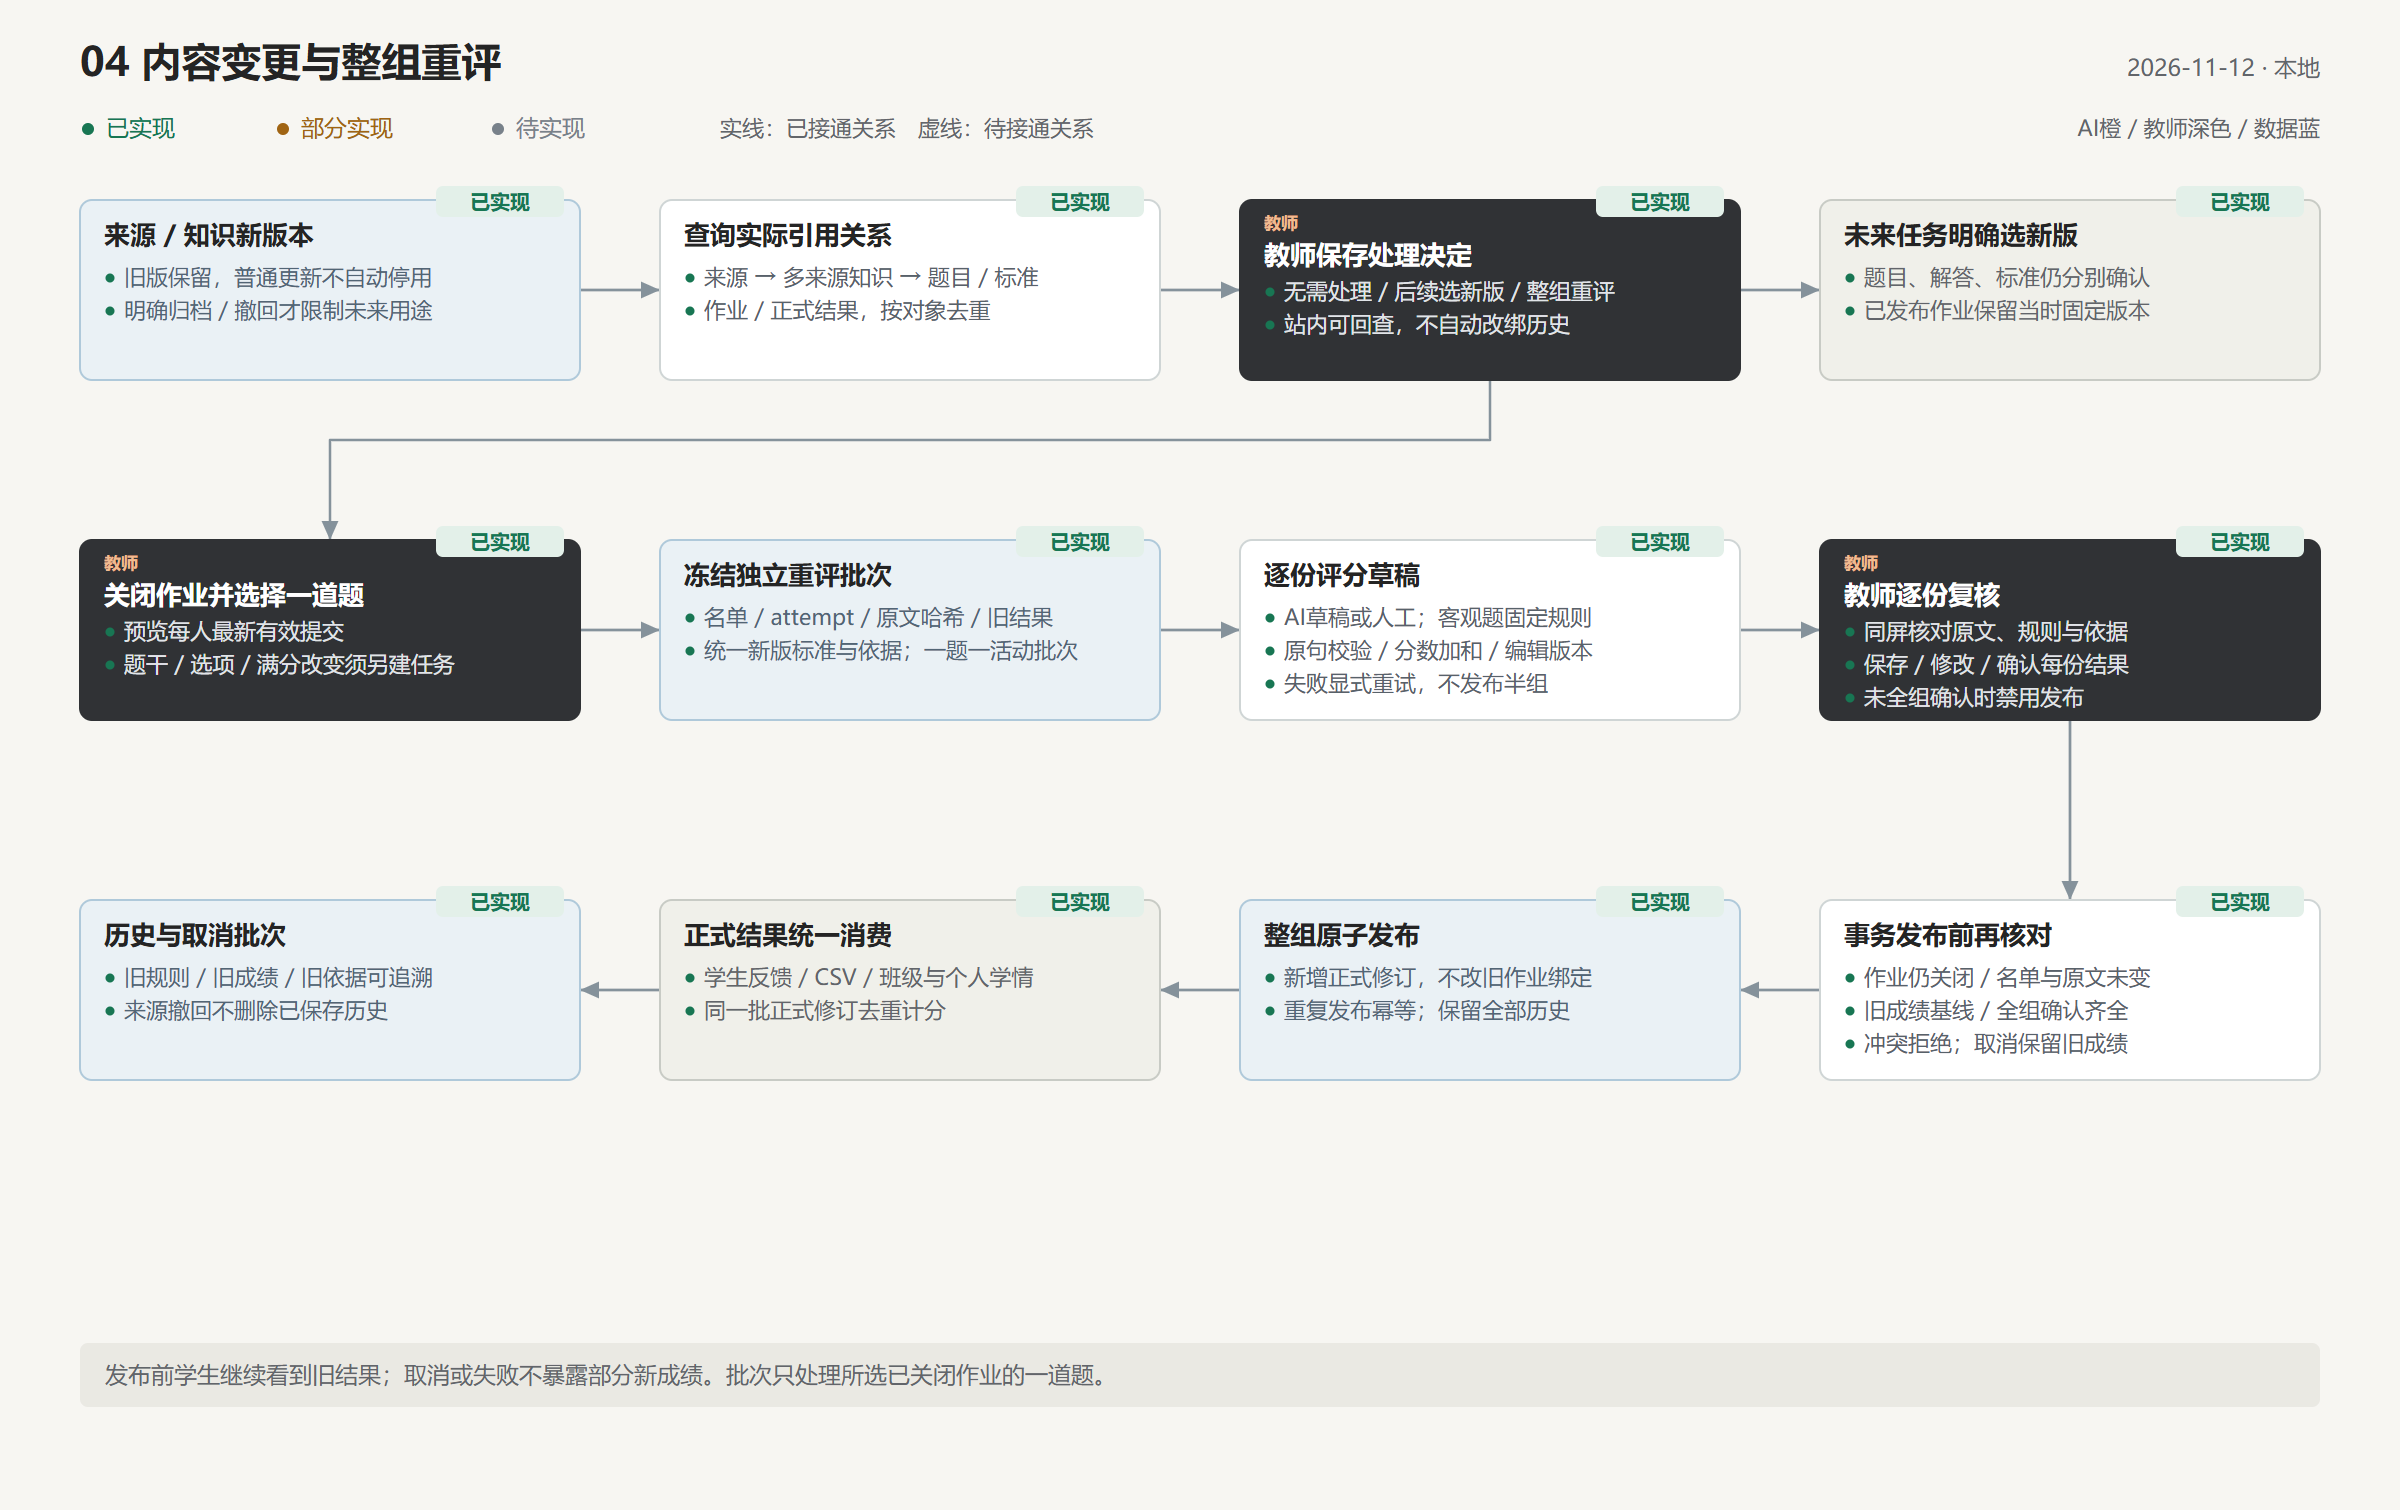 04 内容变更与整组重评
2026-11-12 · 本地
已实现
部分实现
待实现
实线：已接通关系 虚线：待接通关系
AI橙 / 教师深色 / 数据蓝
已实现
来源 / 知识新版本
旧版保留，普通更新不自动停用
明确归档 / 撤回才限制未来用途
已实现
查询实际引用关系
来源 → 多来源知识 → 题目 / 标准
作业 / 正式结果，按对象去重
已实现
教师
教师保存处理决定
无需处理 / 后续选新版 / 整组重评
站内可回查，不自动改绑历史
已实现
未来任务明确选新版
题目、解答、标准仍分别确认
已发布作业保留当时固定版本
已实现
教师
关闭作业并选择一道题
预览每人最新有效提交
题干 / 选项 / 满分改变须另建任务
已实现
冻结独立重评批次
名单 / attempt / 原文哈希 / 旧结果
统一新版标准与依据；一题一活动批次
已实现
逐份评分草稿
AI草稿或人工；客观题固定规则
原句校验 / 分数加和 / 编辑版本
失败显式重试，不发布半组
已实现
教师
教师逐份复核
同屏核对原文、规则与依据
保存 / 修改 / 确认每份结果
未全组确认时禁用发布
已实现
历史与取消批次
旧规则 / 旧成绩 / 旧依据可追溯
来源撤回不删除已保存历史
已实现
正式结果统一消费
学生反馈 / CSV / 班级与个人学情
同一批正式修订去重计分
已实现
整组原子发布
新增正式修订，不改旧作业绑定
重复发布幂等；保留全部历史
已实现
事务发布前再核对
作业仍关闭 / 名单与原文未变
旧成绩基线 / 全组确认齐全
冲突拒绝；取消保留旧成绩
发布前学生继续看到旧结果；取消或失败不暴露部分新成绩。批次只处理所选已关闭作业的一道题。